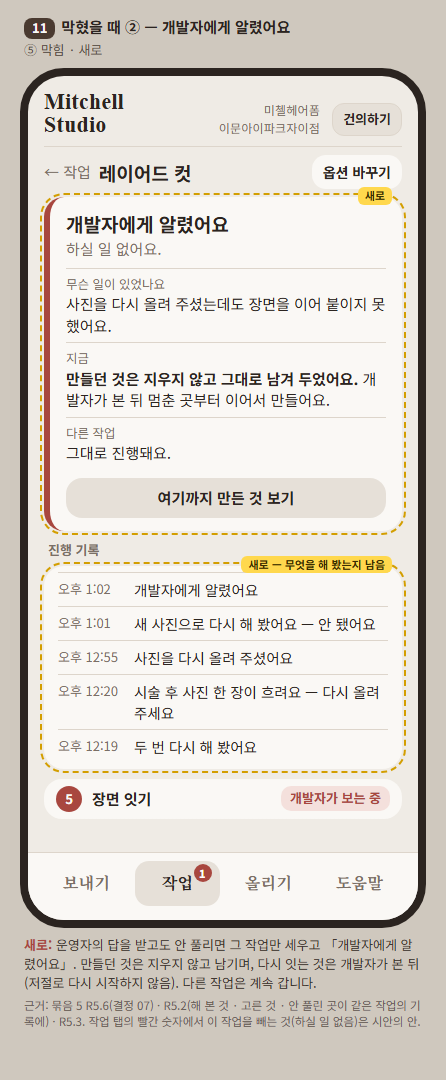 11 막혔을 때 ② — 개발자에게 알렸어요
⑤ 막힘 · 새로
Mitchell
Studio
미첼헤어폼
이문아이파크자이점
건의하기
← 작업 레이어드 컷
옵션 바꾸기
새로
개발자에게 알렸어요
하실 일 없어요.
무슨 일이 있었나요
사진을 다시 올려 주셨는데도 장면을 이어 붙이지 못
했어요.
지금
만들던 것은 지우지 않고 그대로 남겨 두었어요. 개
발자가 본 뒤 멈춘 곳부터 이어서 만들어요.
다른 작업
그대로 진행돼요.
여기까지 만든 것 보기
진행 기록
새로 — 무엇을 해 봤는지 남음
오후 1:02 개발자에게 알렸어요
오후 1:01 새 사진으로 다시 해 봤어요 — 안 됐어요
오후 12:55 사진을 다시 올려 주셨어요
오후 12:20 시술 후 사진 한 장이 흐려요 — 다시 올려
주세요
오후 12:19 두 번 다시 해 봤어요
5 장면 잇기
개발자가 보는 중
보내기 작업 1 올리기 도움말
새로: 운영자의 답을 받고도 안 풀리면 그 작업만 세우고 「개발자에게 알
렸어요」. 만들던 것은 지우지 않고 남기며, 다시 잇는 것은 개발자가 본 뒤
(저절로 다시 시작하지 않음). 다른 작업은 계속 갑니다.
근거: 묶음 5 R5.6(결정 07) · R5.2(해 본 것 · 고른 것 · 안 풀린 곳이 같은 작업의 기
록에) · R5.3. 작업 탭의 빨간 숫자에서 이 작업을 빼는 것(하실 일 없음)은 시안의 안.